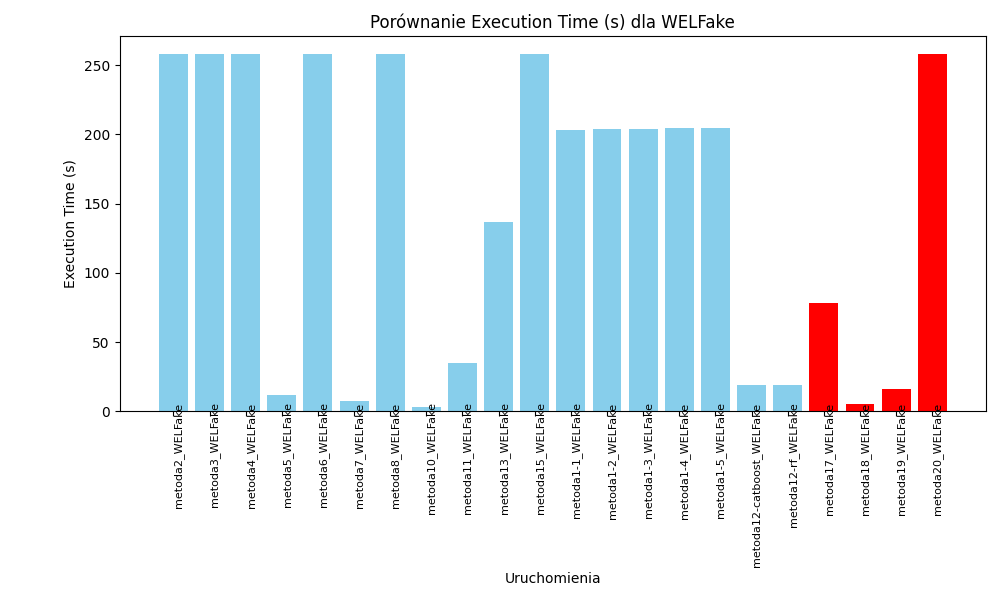 Porównanie Execution Time (s) dla WELFake
Execution Time (s)
250
200
150
100
50
0
metoda2_WELFake
metoda3_WELFake
metoda4_WELFake
metoda5_WELFake
metoda6_WELFake
metoda7_WELFake
metoda8_WELFake
metoda10_WELFake
metoda11_WELFake
metoda13_WELFake
metoda15_WELFake
metoda1-1_WELFake
metoda1-2_WELFake
metoda1-3_WELFake
metoda1-4_WELFake
metoda1-5_WELFake
metoda12-catboost_WELFake
metoda12-rf_WELFake
metoda17_WELFake
metoda18_WELFake
metoda19_WELFake
metoda20_WELFake
Uruchomienia